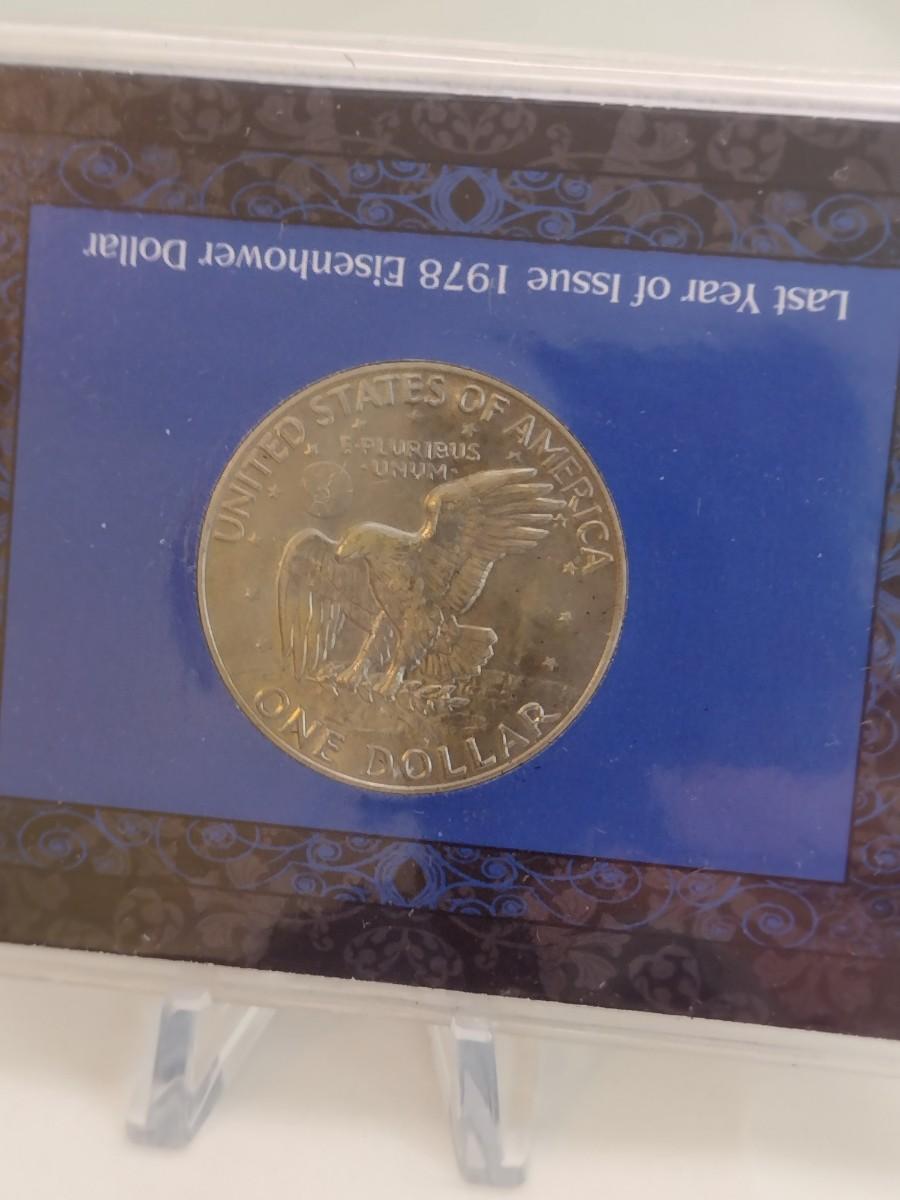 Last Year of Issue 1978 Eisenhower Dollar
UNITED STATES OF AMERICA
E·PLURIBUS
·UNUM·
ONE DOLLAR